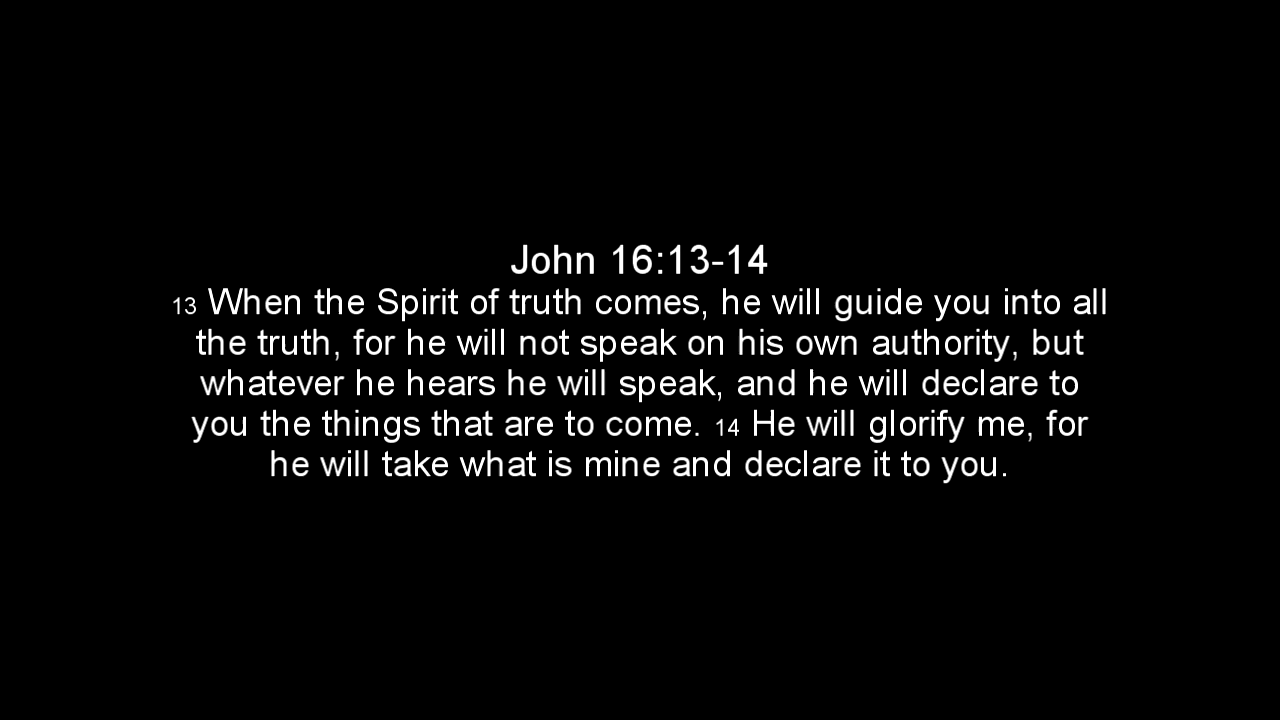 John 16:13-14
13 When the Spirit of truth comes, he will guide you into all
the truth, for he will not speak on his own authority, but
whatever he hears he will speak, and he will declare to
you the things that are to come. 14 He will glorify me, for
he will take what is mine and declare it to you.